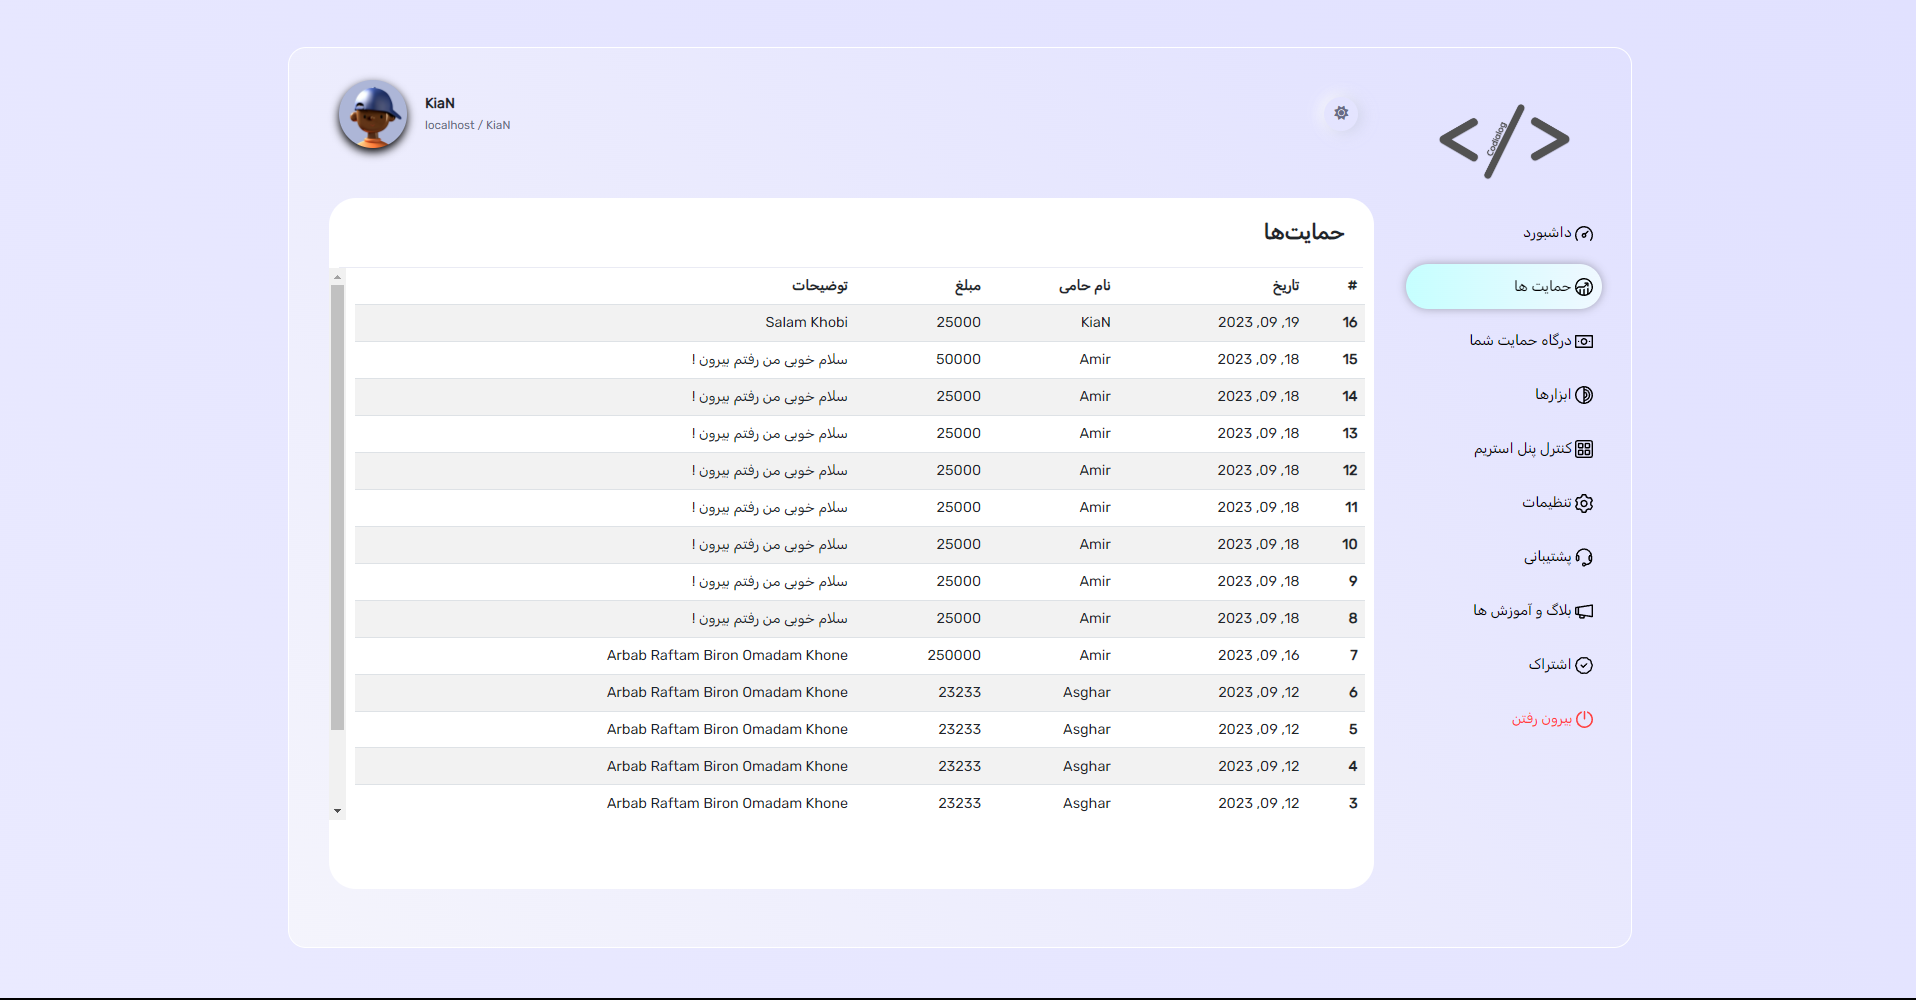 KiaN
localhost / KiaN
Codialog
داشبورد
حمایت ها
درگاه حمایت شما
ابزارها
کنترل پنل استریم
تنظیمات
پشتیبانی
بلاگ و آموزش ها
اشتراک
بیرون رفتن
حمایت‌ها
# تاریخ نام حامی مبلغ توضیحات
16 2023 ,09 ,19 KiaN 25000 Salam Khobi
15 2023 ,09 ,18 Amir 50000 سلام خوبی من رفتم بیرون !
14 2023 ,09 ,18 Amir 25000 سلام خوبی من رفتم بیرون !
13 2023 ,09 ,18 Amir 25000 سلام خوبی من رفتم بیرون !
12 2023 ,09 ,18 Amir 25000 سلام خوبی من رفتم بیرون !
11 2023 ,09 ,18 Amir 25000 سلام خوبی من رفتم بیرون !
10 2023 ,09 ,18 Amir 25000 سلام خوبی من رفتم بیرون !
9 2023 ,09 ,18 Amir 25000 سلام خوبی من رفتم بیرون !
8 2023 ,09 ,18 Amir 25000 سلام خوبی من رفتم بیرون !
7 2023 ,09 ,16 Amir 250000 Arbab Raftam Biron Omadam Khone
6 2023 ,09 ,12 Asghar 23233 Arbab Raftam Biron Omadam Khone
5 2023 ,09 ,12 Asghar 23233 Arbab Raftam Biron Omadam Khone
4 2023 ,09 ,12 Asghar 23233 Arbab Raftam Biron Omadam Khone
3 2023 ,09 ,12 Asghar 23233 Arbab Raftam Biron Omadam Khone